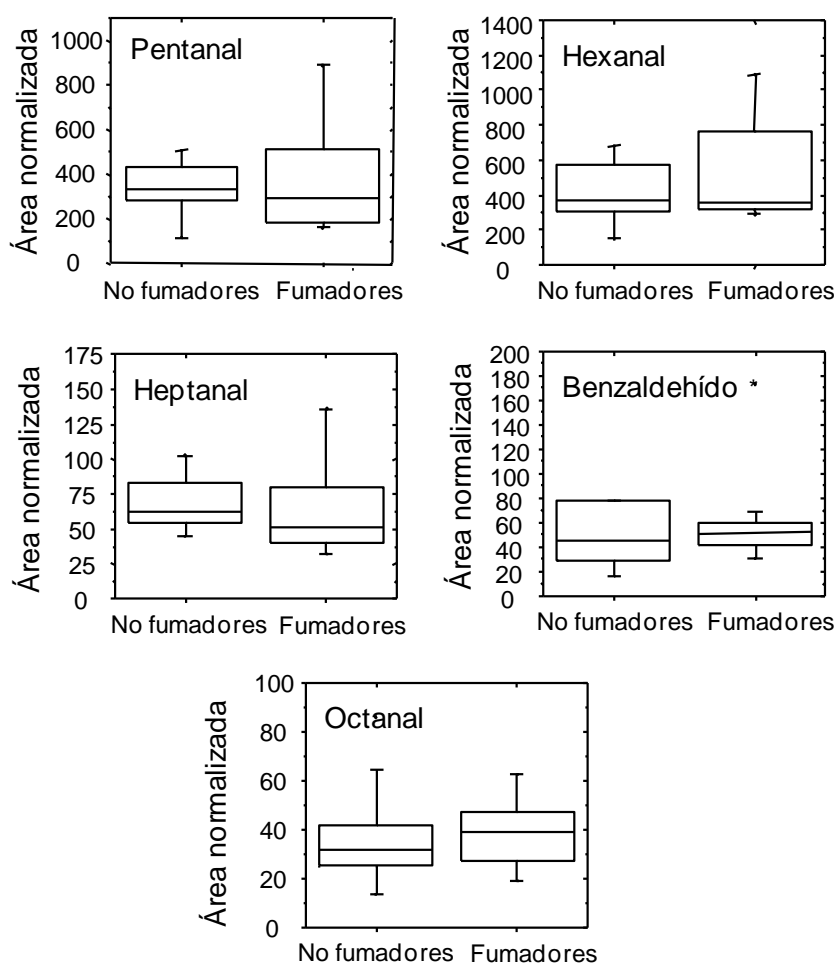 Pentanal
Área normalizada
1000
800
600
400
200
0
No fumadores
Fumadores
Hexanal
Área normalizada
1400
1200
1000
800
600
400
200
0
No fumadores
Fumadores
Heptanal
Área normalizada
175
150
125
100
75
50
25
0
No fumadores
Fumadores
Benzaldehído *
Área normalizada
200
180
160
140
120
100
80
60
40
20
0
No fumadores
Fumadores
Octanal
Área normalizada
100
80
60
40
20
0
No fumadores
Fumadores